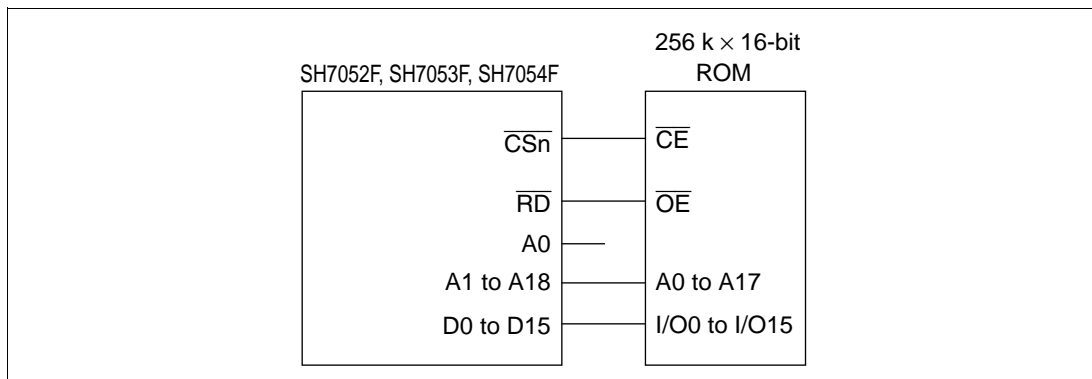 256 k × 16-bit
ROM
SH7052F, SH7053F, SH7054F
CSn
CE
RD
OE
A0
A1 to A18
A0 to A17
D0 to D15
I/O0 to I/O15